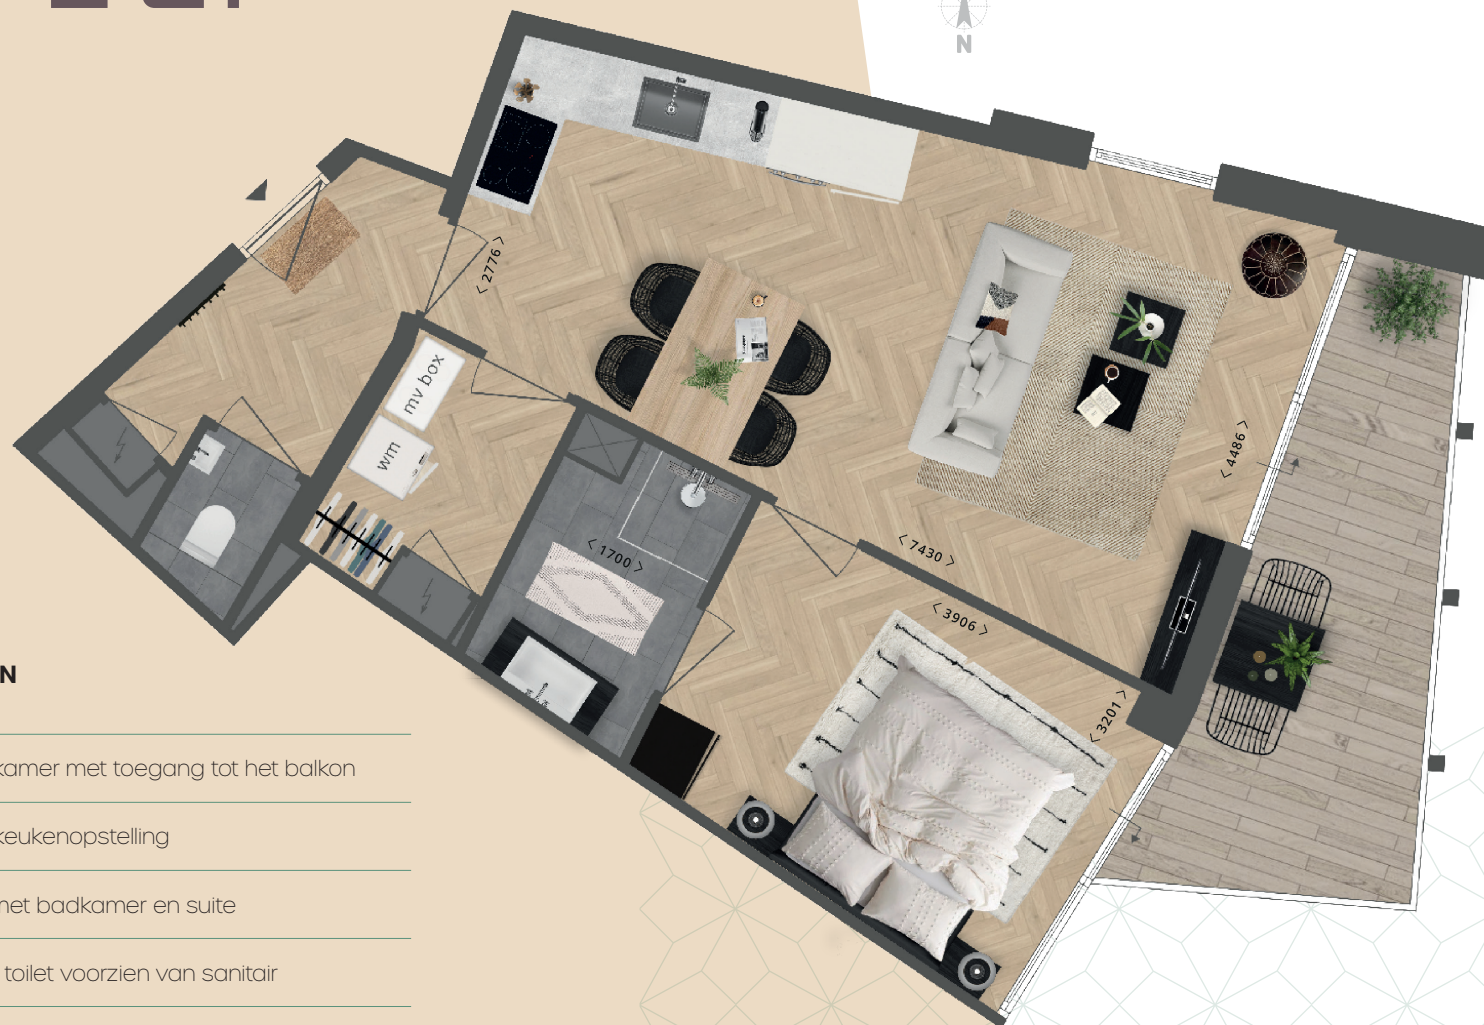 N
< 2776 >
mv box
wm
< 1700 >
< 7430 >
< 3906 >
< 4486 >
< 3201 >
N
kamer met toegang tot het balkon
keukenopstelling
met badkamer en suite
toilet voorzien van sanitair